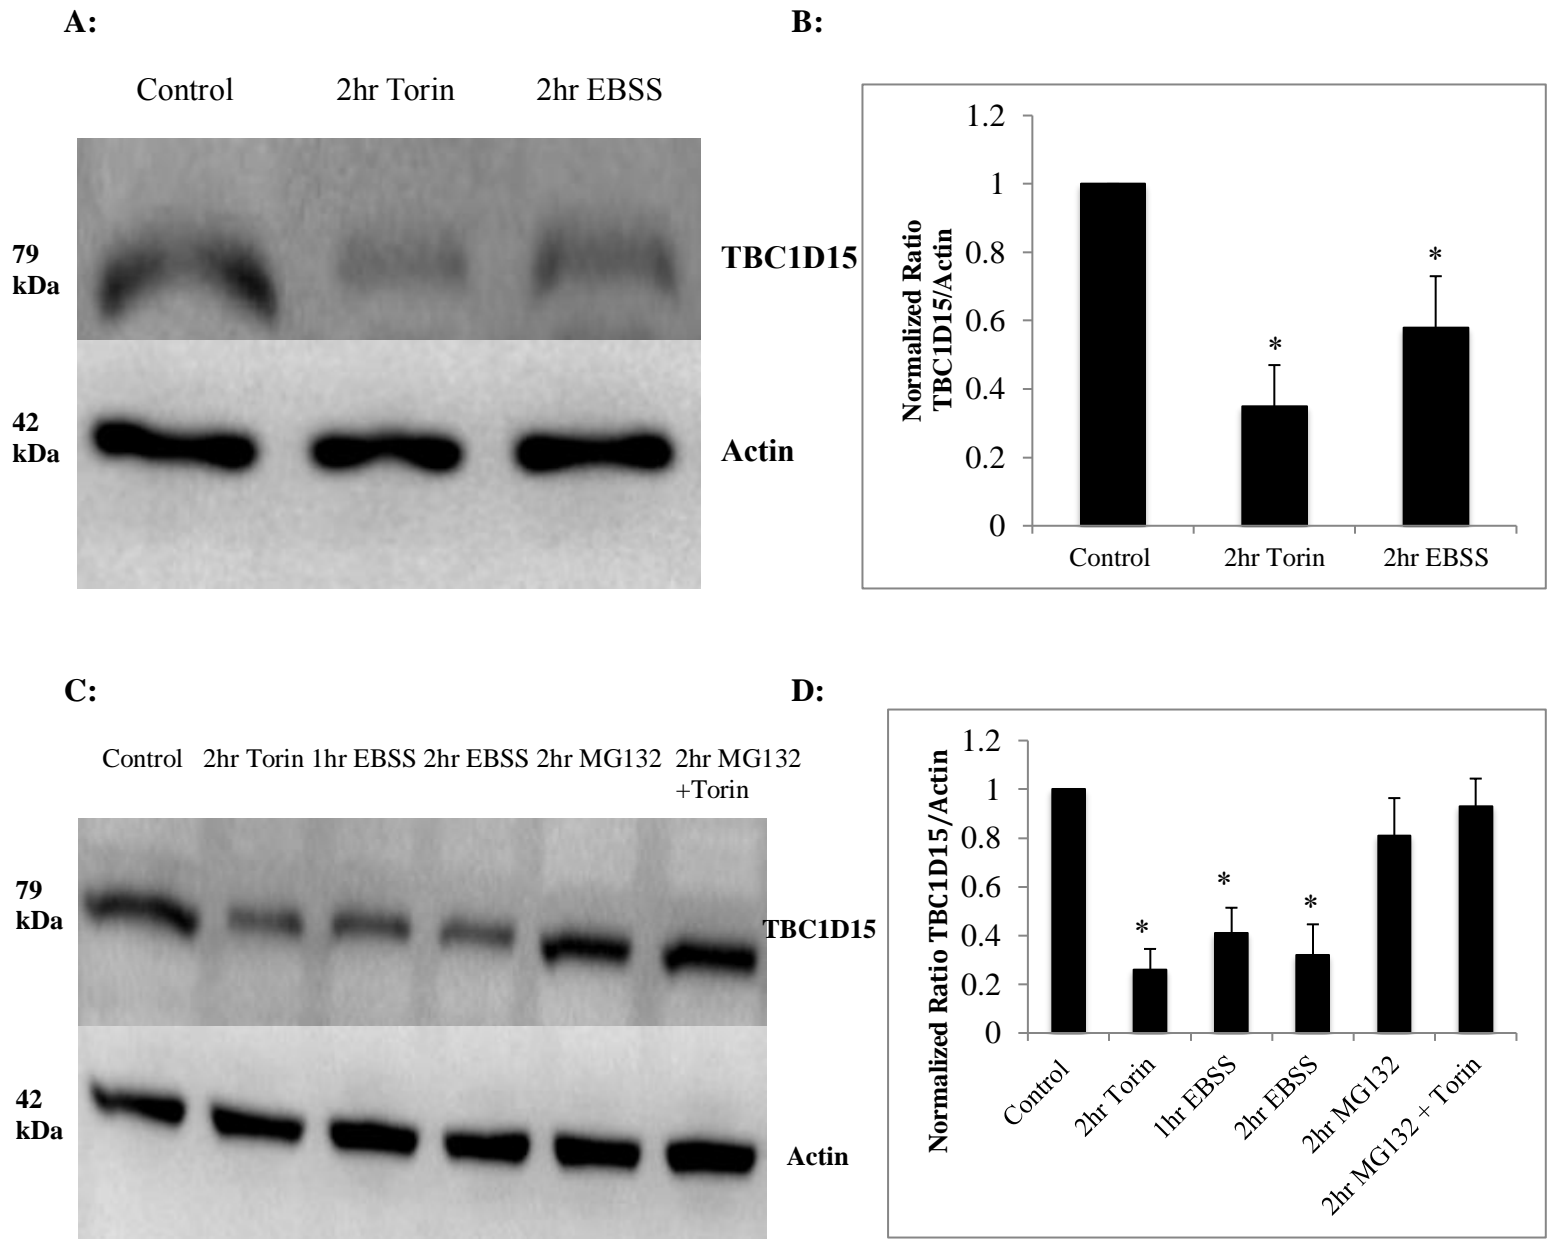 A:
Control 2hr Torin 2hr EBSS
79
kDa
TBC1D15
42
kDa
Actin
B:
1.2
1
0.8
0.6
0.4
0.2
0
Normalized Ratio
TBC1D15/Actin
*
*
Control 2hr Torin 2hr EBSS
C:
Control 2hr Torin 1hr EBSS 2hr EBSS 2hr MG132 2hr MG132
+Torin
79
kDa
TBC1D15
42
kDa
Actin
D:
1.2
1
0.8
0.6
0.4
0.2
0
Normalized Ratio TBC1D15/Actin
*
*
*
Control
2hr Torin
1hr EBSS
2hr EBSS
2hr MG132
2hr MG132 + Torin